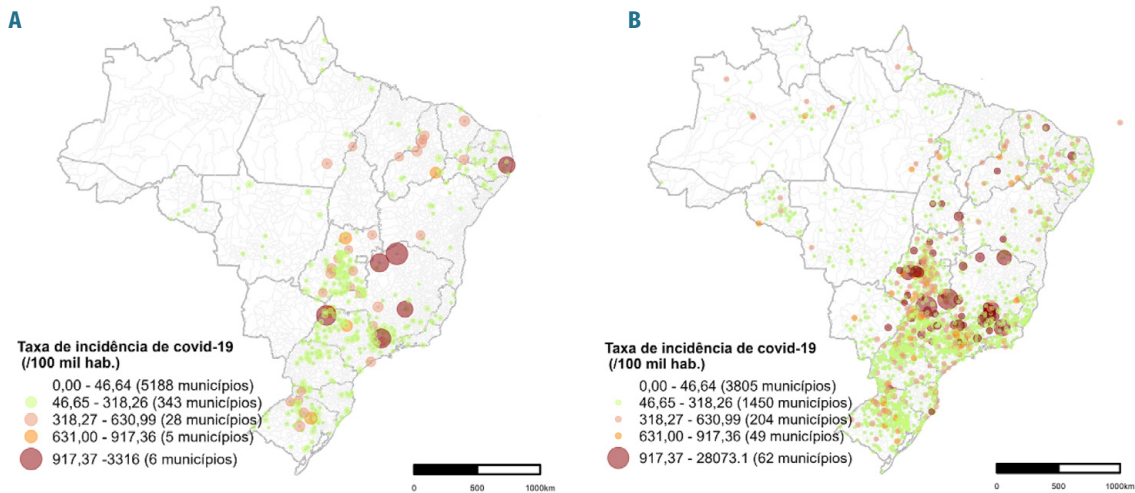 A
Taxa de incidência de covid-19
(/100 mil hab.)
0,00 - 46,64 (5188 municípios)
46,65 - 318,26 (343 municípios)
318,27 - 630,99 (28 municípios)
631,00 - 917,36 (5 municípios)
917,37 -3316 (6 municípios)
0 500 1000km
B
Taxa de incidência de covid-19
(/100 mil hab.)
0,00 - 46,64 (3805 municípios)
46,65 - 318,26 (1450 municípios)
318,27 - 630,99 (204 municípios)
631,00 - 917,36 (49 municípios)
917,37 - 28073.1 (62 municípios)
0 500 1000km